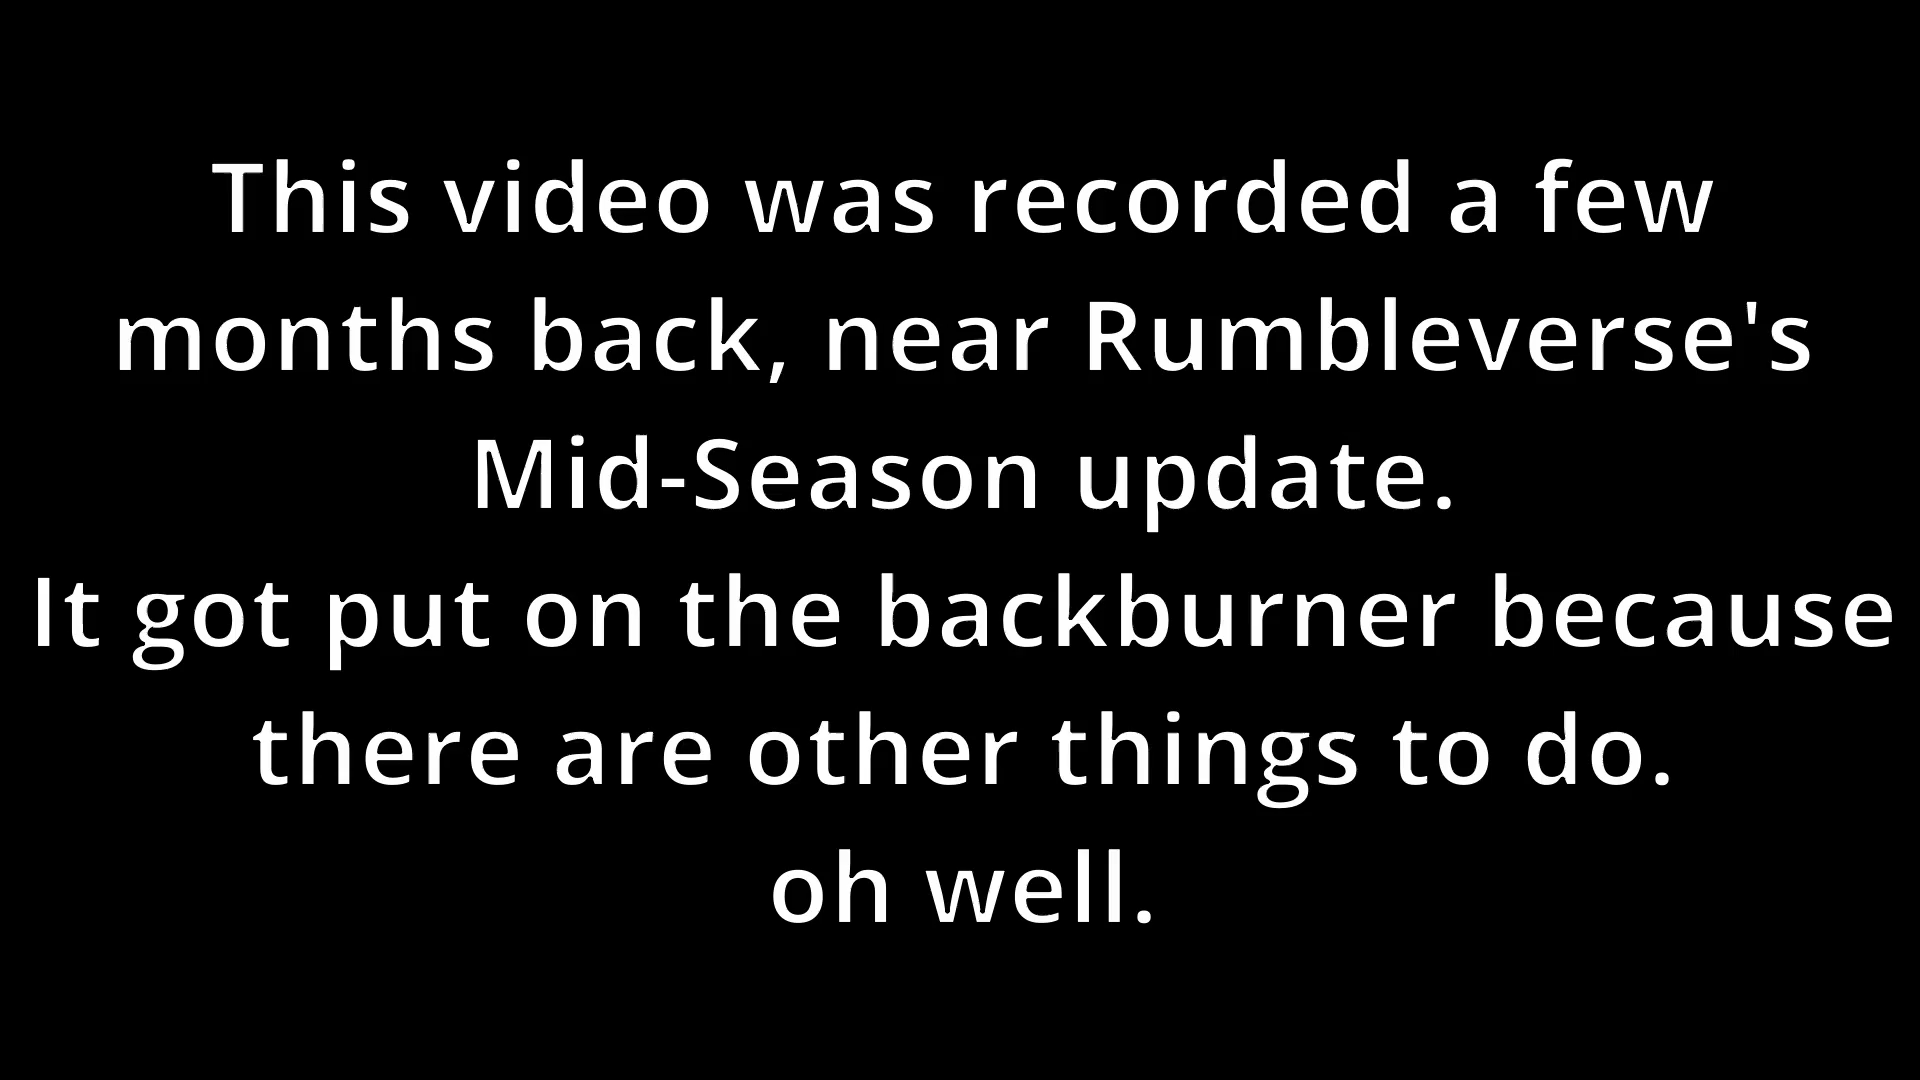 This video was recorded a few
months back, near Rumbleverse's
Mid-Season update.
It got put on the backburner because
there are other things to do.
oh well.